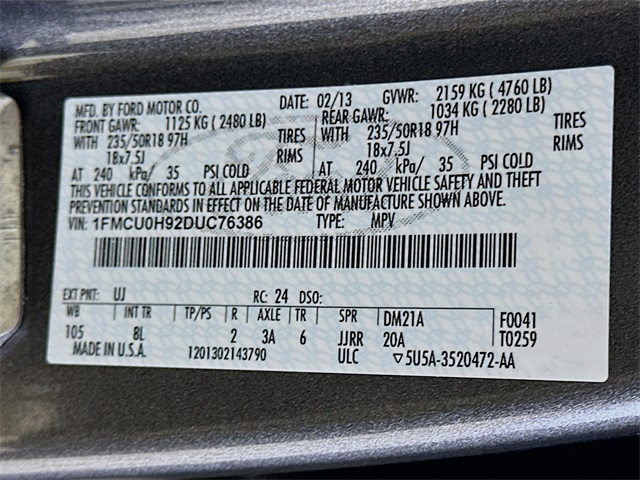 MFD. BY FORD MOTOR CO. DATE: 02/13 GVWR: 2159 KG ( 4760 LB)
FRONT GAWR: 1125 KG ( 2480 LB) REAR GAWR: 1034 KG ( 2280 LB)
WITH 235/50R18 97H TIRES WITH 235/50R18 97H TIRES
18x7.5J RIMS 18x7.5J RIMS
AT 240 kPa/ 35 PSI COLD AT 240 kPa/ 35 PSI COLD
THIS VEHICLE CONFORMS TO ALL APPLICABLE FEDERAL MOTOR VEHICLE SAFETY AND THEFT
PREVENTION STANDARDS IN EFFECT ON THE DATE OF MANUFACTURE SHOWN ABOVE.
VIN: 1FMCU0H92DUC76386 TYPE: MPV
EXT PNT: UJ RC: 24 DSO:
WB INT TR TP/PS R AXLE TR SPR DM21A F0041
105 8L 2 3A 6 JJRR 20A T0259
MADE IN U.S.A. 1201302143790 ULC ▽5U5A-3520472-AA